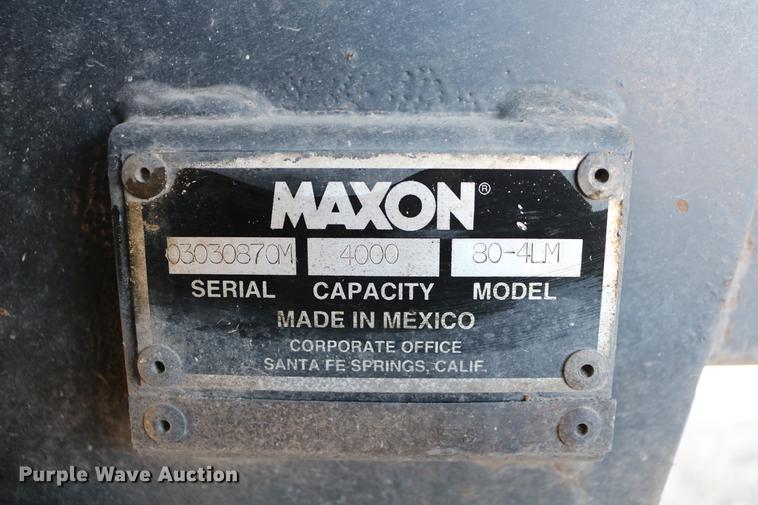 MAXON®
03030870M 4000 80-4LM
SERIAL CAPACITY MODEL
MADE IN MEXICO
CORPORATE OFFICE
SANTA FE SPRINGS, CALIF.
Purple Wave Auction